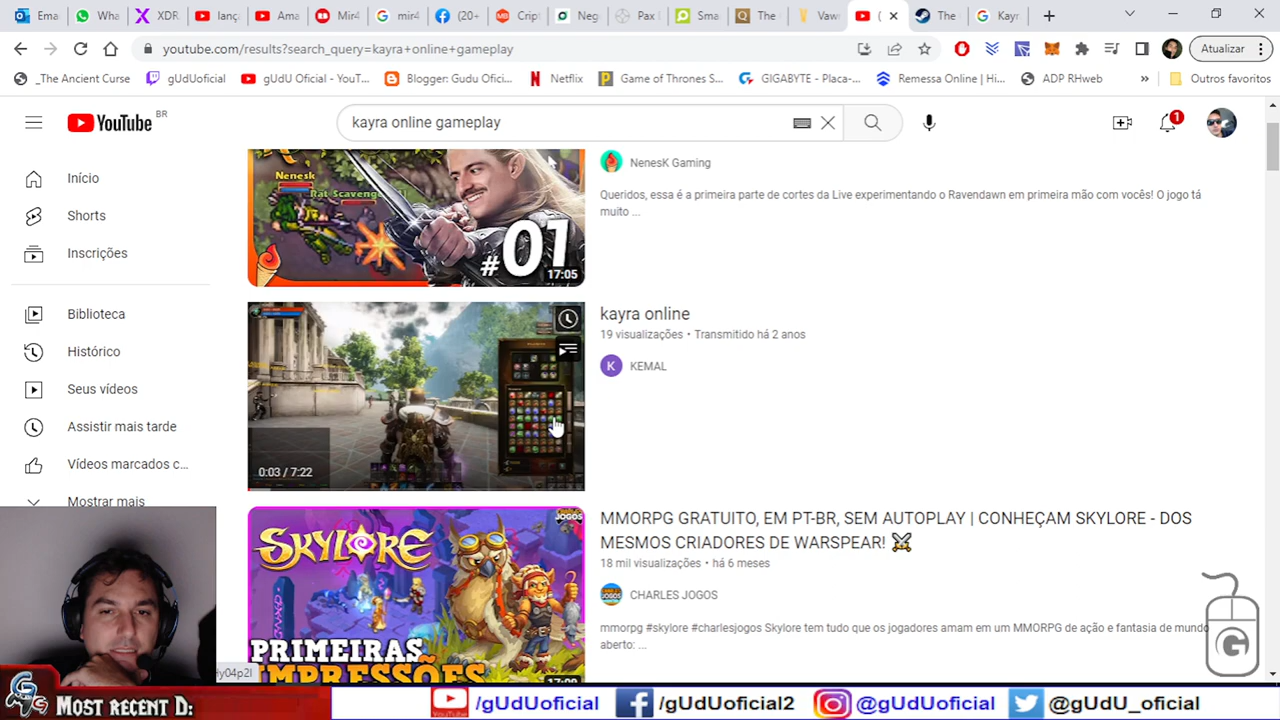 Ema
What
XDR.
lanç
Ama
Mir4
mir4
(20+
Cript
Neg
Pax
Sma
The
Vaw
(
The
Kayr
youtube.com/results?search_query=kayra+online+gameplay
Atualizar
_The Ancient Curse
gUdUoficial
gUdU Oficial - YouT...
Blogger: Gudu Ofici...
Netflix
Game of Thrones S...
GIGABYTE - Placa-...
Remessa Online | Hi...
ADP RHweb
»
Outros favoritos
YouTube BR
kayra online gameplay
1
Início
Shorts
Inscrições
Biblioteca
Histórico
Seus vídeos
Assistir mais tarde
Vídeos marcados c...
Mostrar mais
Nenesk
Rat Scavenge
#01
17:05
NenesK Gaming
Queridos, essa é a primeira parte de cortes da Live experimentando o Ravendawn em primeira mão com vocês! O jogo tá
muito ...
0:03 / 7:22
kayra online
19 visualizações • Transmitido há 2 anos
K KEMAL
SKYLORE
CHARLES JOGOS
PRIMEIRAS
IMPRESSÕES
MMORPG GRATUITO, EM PT-BR, SEM AUTOPLAY | CONHEÇAM SKYLORE - DOS
MESMOS CRIADORES DE WARSPEAR! ⚔️
18 mil visualizações • há 6 meses
CHARLES JOGOS
mmorpg #skylore #charlesjogos Skylore tem tudo que os jogadores amam em um MMORPG de ação e fantasia de mundo
aberto: ...
G
Most recent D:
/gUdUoficial
/gUdUoficial2
@gUdUoficial
@gUdU_oficial